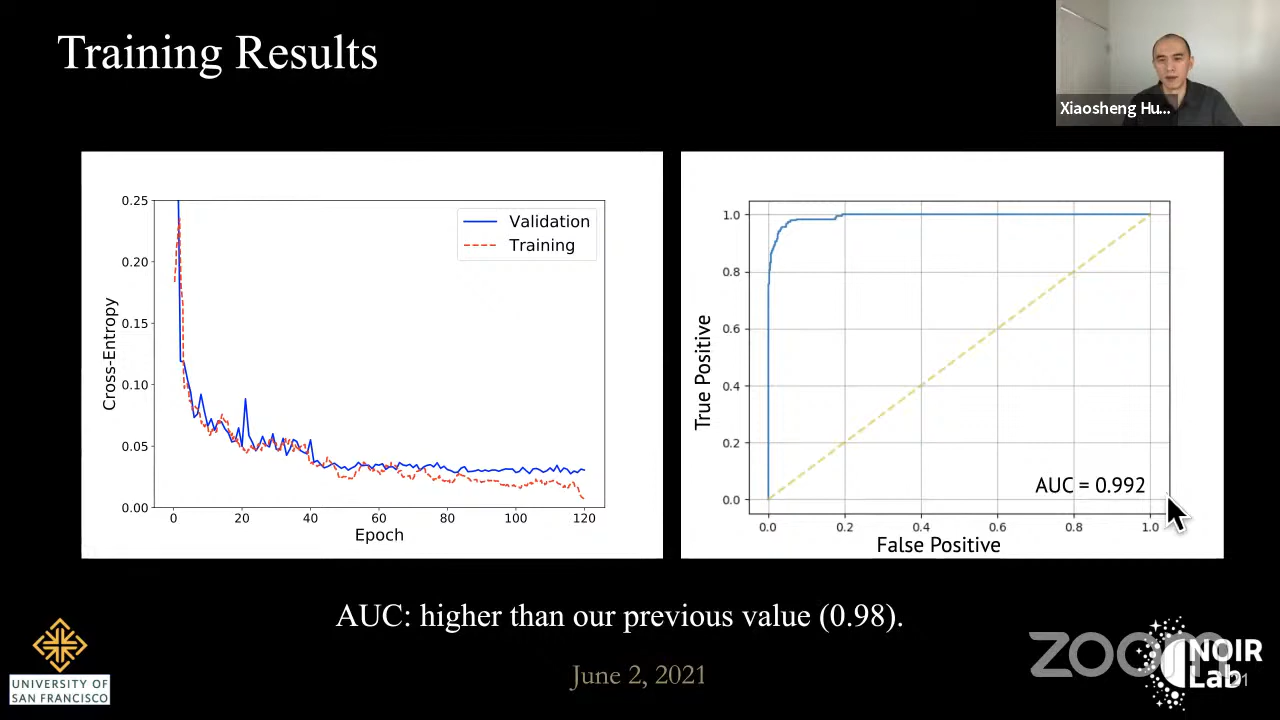 Training Results
Xiaosheng Hu...
0.25
0.20
0.15
0.10
0.05
0.00
Cross-Entropy
Validation
Training
0 20 40 60 80 100 120
Epoch
1.0
0.8
0.6
0.4
0.2
0.0
True Positive
AUC = 0.992
0.0 0.2 0.4 0.6 0.8 1.0
False Positive
AUC: higher than our previous value (0.98).
June 2, 2021
UNIVERSITY OF
SAN FRANCISCO
zoom
NOIR
Lab
21